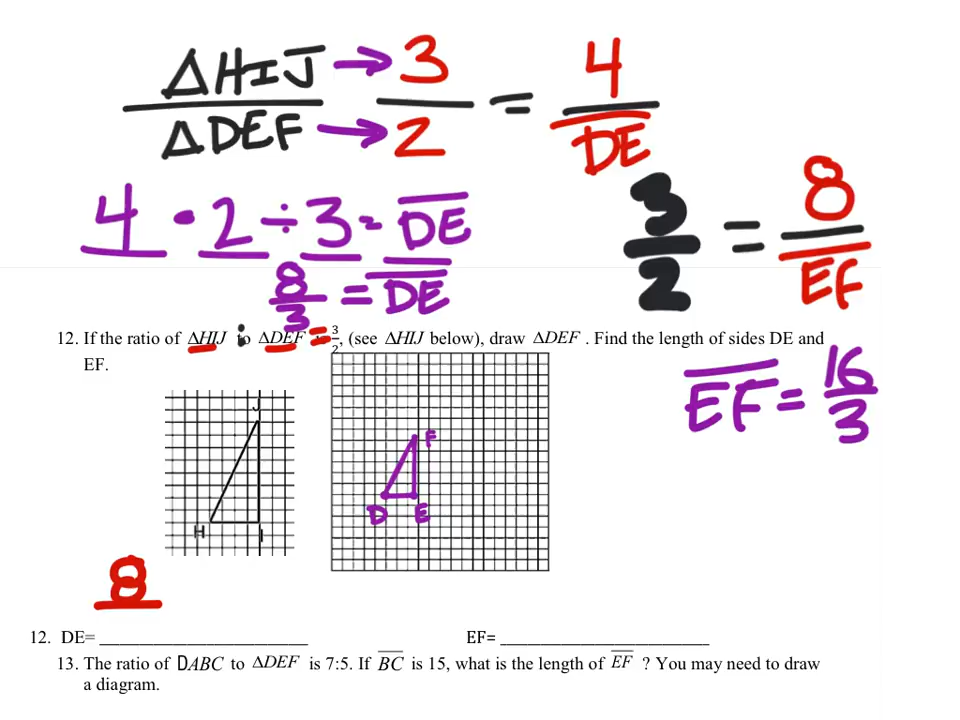 ΔHIJ → 3 = 4
ΔDEF → 2 DE
4 · 2 ÷ 3 = DE
3 = 8
2 EF
8/3 = DE
12. If the ratio of ΔHIJ to ΔDEF = 3/2, (see ΔHIJ below), draw ΔDEF . Find the length of sides DE and
EF.
EF = 16/3
J
F
D E
H I
8
12. DE= ____________________ EF= ____________________
13. The ratio of DABC to ΔDEF is 7:5. If BC is 15, what is the length of EF ? You may need to draw
a diagram.